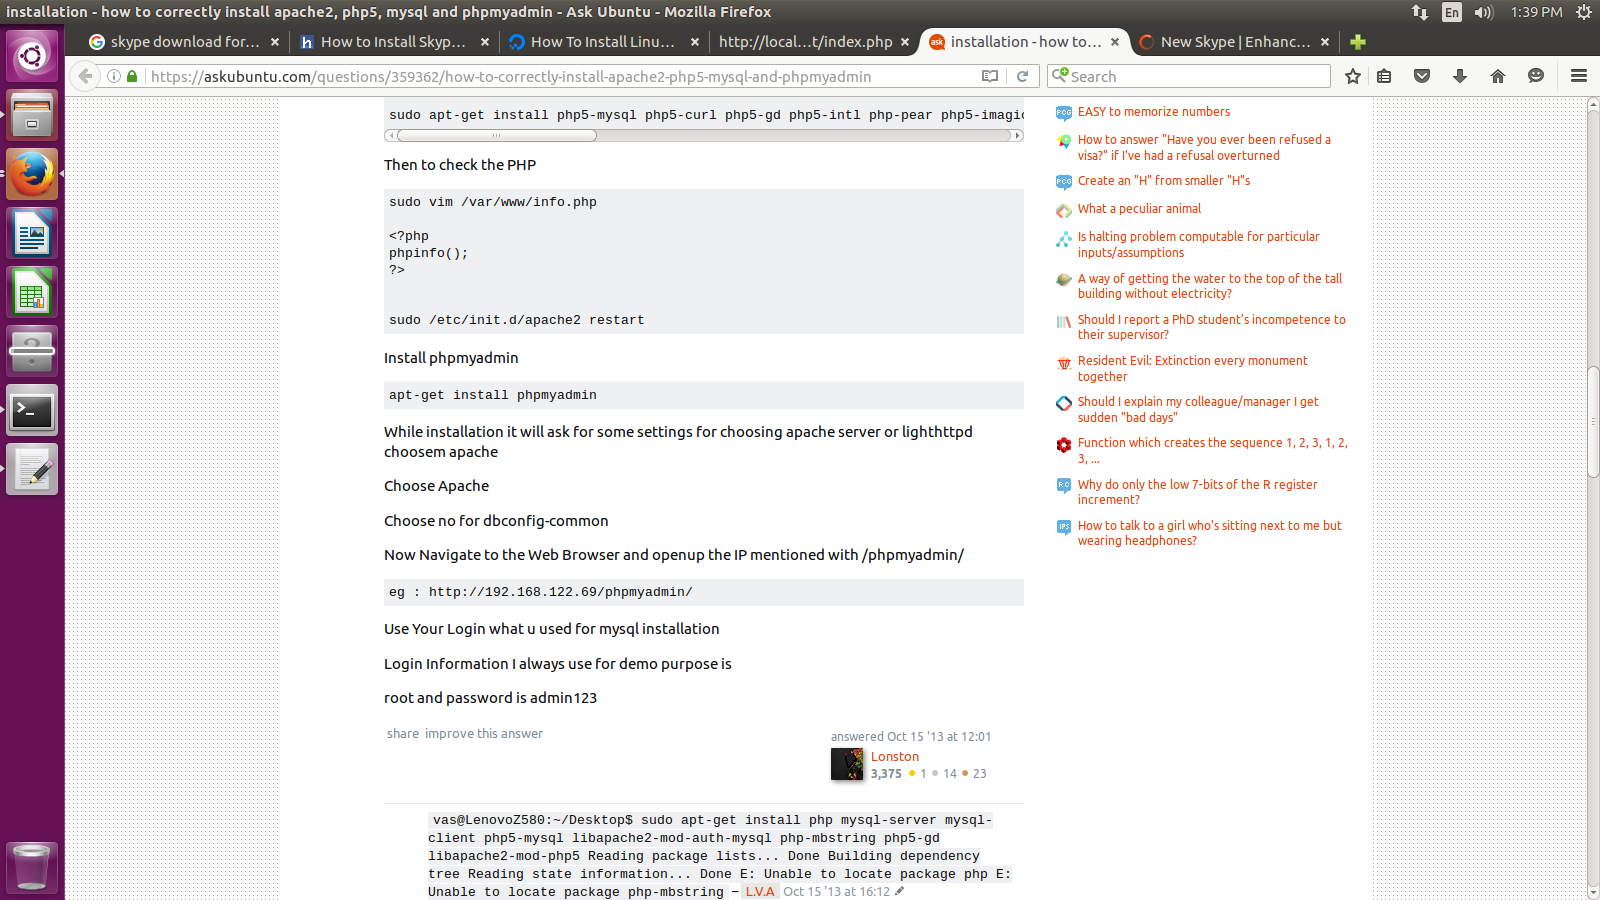 installation - how to correctly install apache2, php5, mysql and phpmyadmin - Ask Ubuntu - Mozilla Firefox
En
1:39 PM
skype download for...
How to Install Skyp...
How To Install Linu...
http://local...t/index.php
installation - how to...
New Skype | Enhanc...
https://askubuntu.com/questions/359362/how-to-correctly-install-apache2-php5-mysql-and-phpmyadmin
Search
sudo apt-get install php5-mysql php5-curl php5-gd php5-intl php-pear php5-imagic
Then to check the PHP
sudo vim /var/www/info.php
<?php
phpinfo();
?>
sudo /etc/init.d/apache2 restart
Install phpmyadmin
apt-get install phpmyadmin
While installation it will ask for some settings for choosing apache server or lighthttpd
choosem apache
Choose Apache
Choose no for dbconfig-common
Now Navigate to the Web Browser and openup the IP mentioned with /phpmyadmin/
eg : http://192.168.122.69/phpmyadmin/
Use Your Login what u used for mysql installation
Login Information I always use for demo purpose is
root and password is admin123
share improve this answer
answered Oct 15 '13 at 12:01
Lonston
3,375 1 14 23
vas@LenovoZ580:~/Desktop$ sudo apt-get install php mysql-server mysql-
client php5-mysql libapache2-mod-auth-mysql php-mbstring php5-gd
libapache2-mod-php5 Reading package lists... Done Building dependency
tree Reading state information... Done E: Unable to locate package php E:
Unable to locate package php-mbstring – L.V.A Oct 15 '13 at 16:12
PCG
EASY to memorize numbers
How to answer "Have you ever been refused a
visa?" if I've had a refusal overturned
PCG
Create an "H" from smaller "H"s
What a peculiar animal
Is halting problem computable for particular
inputs/assumptions
A way of getting the water to the top of the tall
building without electricity?
Should I report a PhD student's incompetence to
their supervisor?
Resident Evil: Extinction every monument
together
Should I explain my colleague/manager I get
sudden "bad days"
Function which creates the sequence 1, 2, 3, 1, 2,
3, ...
RC
Why do only the low 7-bits of the R register
increment?
IPS
How to talk to a girl who's sitting next to me but
wearing headphones?